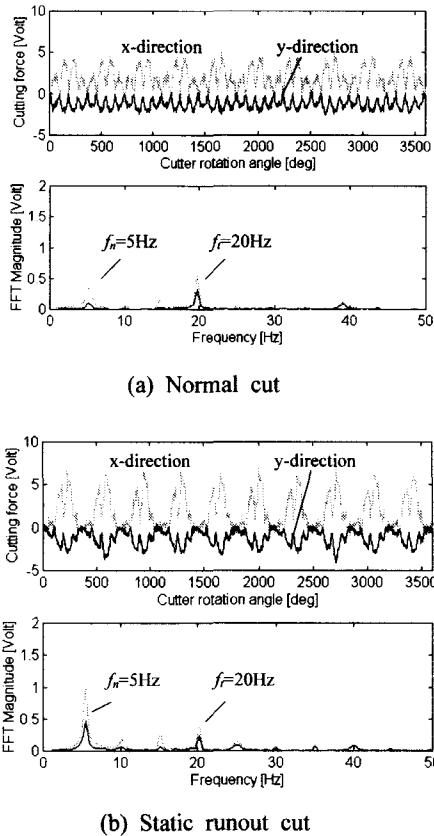 10
x-direction y-direction
5
0
-5
Cutting force [Volt]
0 500 1000 1500 2000 2500 3000 3500
Cutter rotation angle [deg]
2
1.5
1
0.5
0
FFT Magnitude [Volt]
fn=5Hz ft=20Hz
0 10 20 30 40 50
Frequency [Hz]
(a) Normal cut
10
x-direction y-direction
5
0
-5
Cutting force [Volt]
0 500 1000 1500 2000 2500 3000 3500
Cutter rotation angle [deg]
2
1.5
1
0.5
0
FFT Magnitude [Volt]
fn=5Hz ft=20Hz
0 10 20 30 40 50
Frequency [Hz]
(b) Static runout cut